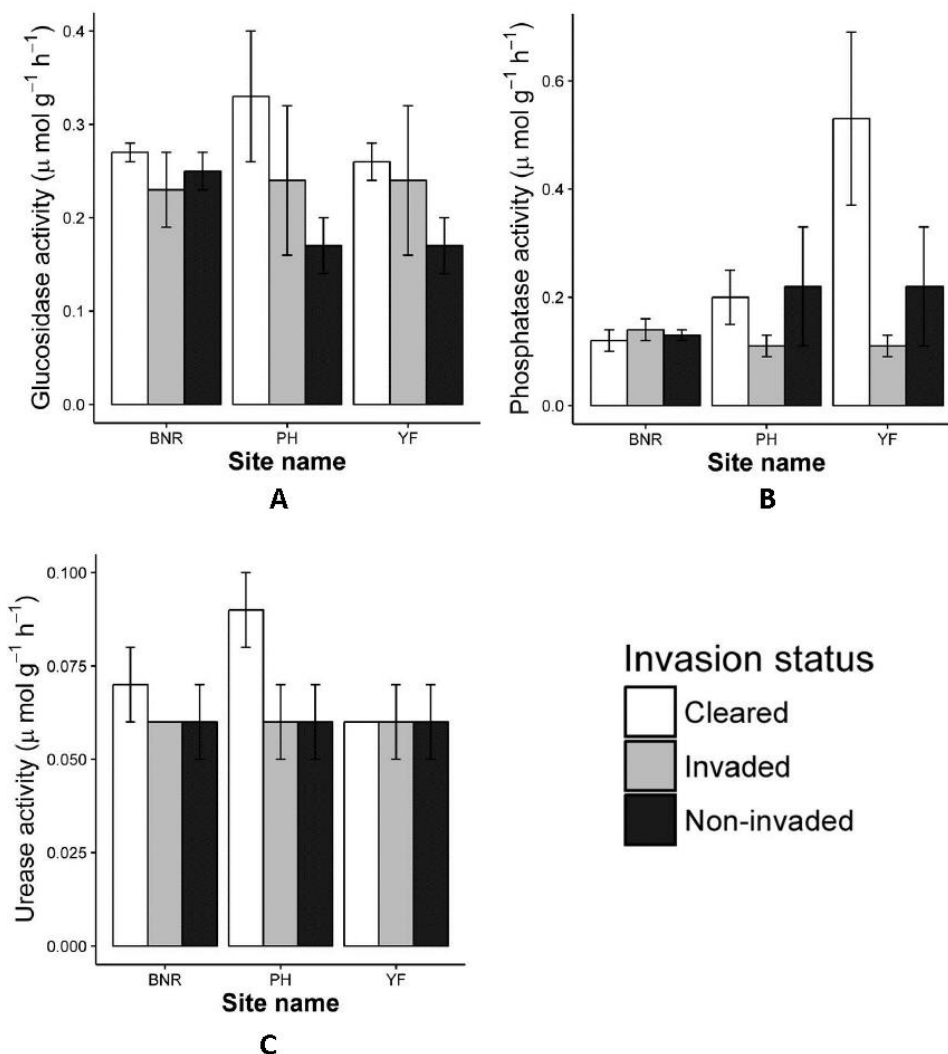 Glucosidase activity (μ mol g⁻¹ h⁻¹)
0.4
0.3
0.2
0.1
0.0
BNR PH YF
Site name
A
Phosphatase activity (μ mol g⁻¹ h⁻¹)
0.6
0.4
0.2
0.0
BNR PH YF
Site name
B
Urease activity (μ mol g⁻¹ h⁻¹)
0.100
0.075
0.050
0.025
0.000
BNR PH YF
Site name
C
Invasion status
Cleared
Invaded
Non-invaded